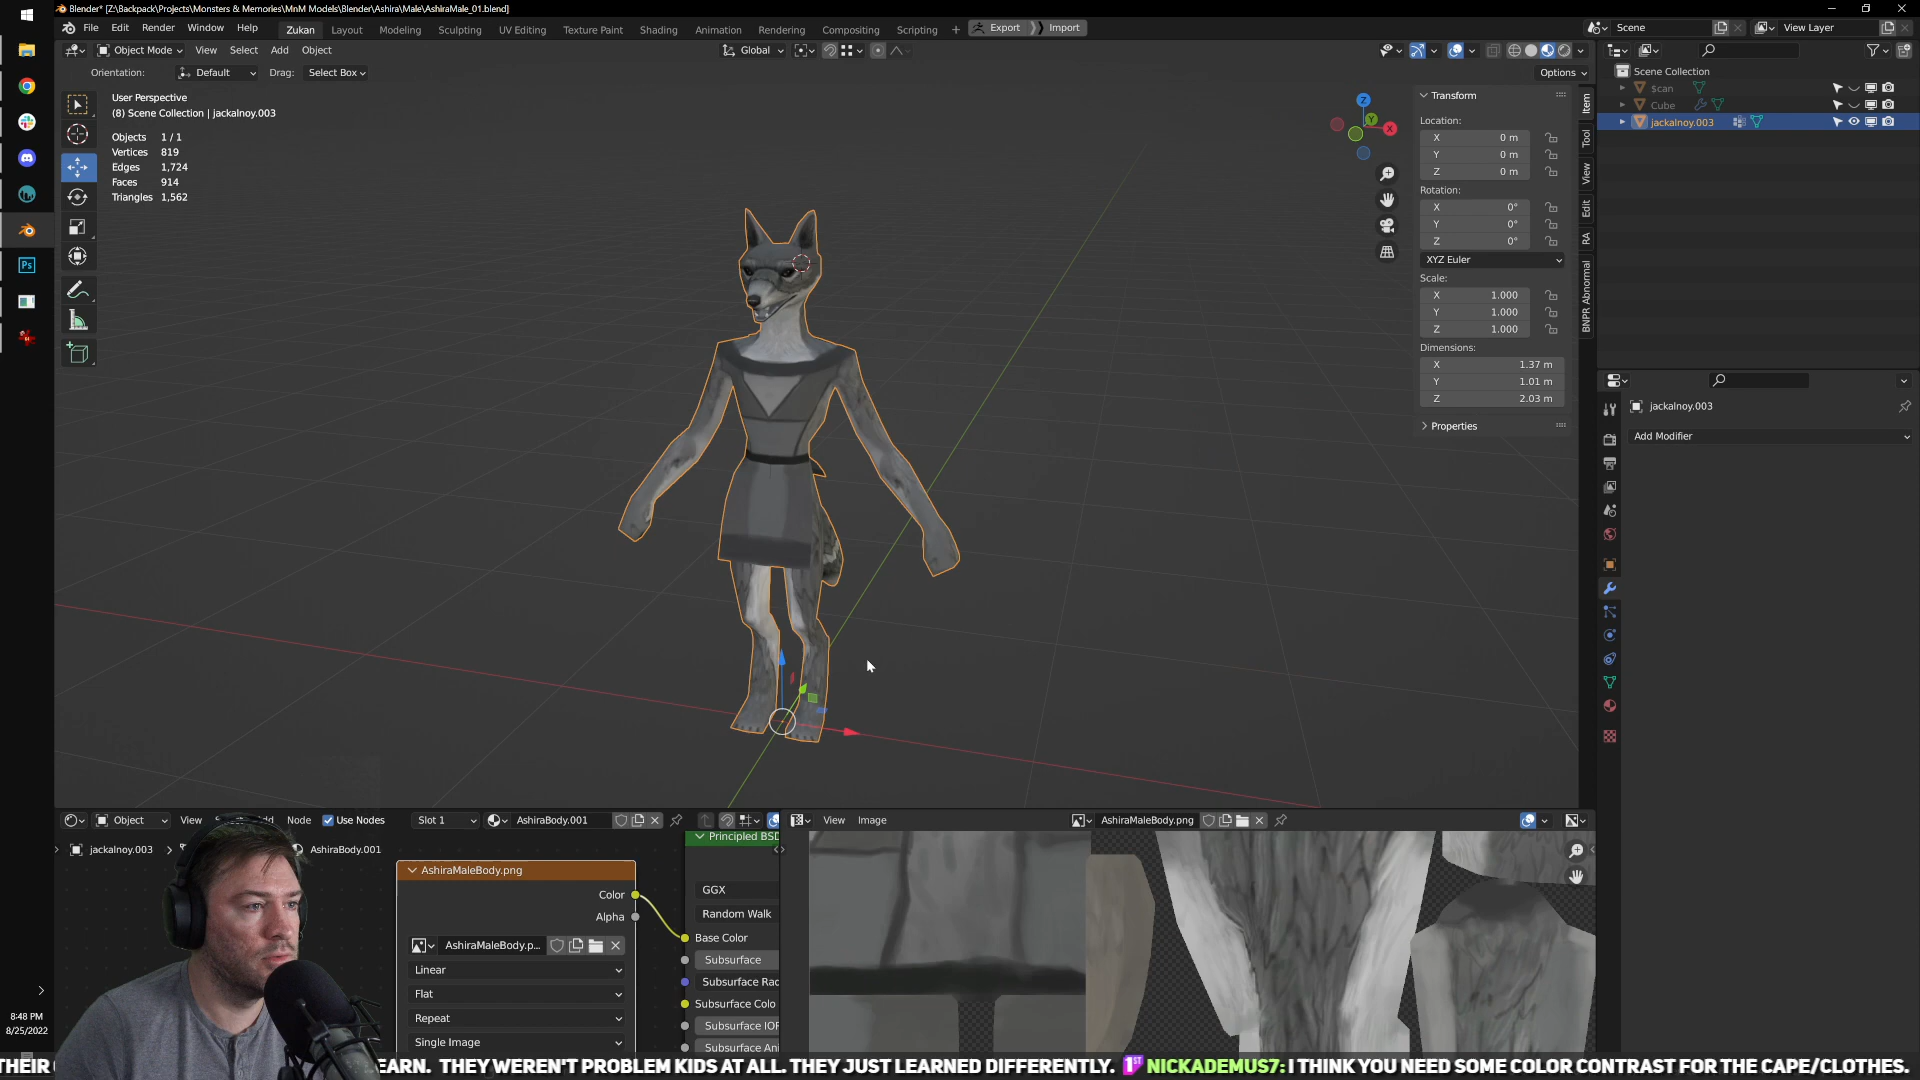 Blender* [Z:\Backpack\Projects\Monsters & Memories\MnM Models\Blender\Ashira\Male\AshiraMale_01.blend]
File Edit Render Window Help Zukan Layout Modeling Sculpting UV Editing Texture Paint Shading Animation Rendering Compositing Scripting + Export Import Scene View Layer
Object Mode View Select Add Object Global
Orientation: Default Drag: Select Box Options
User Perspective
(8) Scene Collection | jackalnoy.003
Objects 1 / 1
Vertices 819
Edges 1,724
Faces 914
Triangles 1,562
Z
Y
X
Transform
Location:
X 0 m
Y 0 m
Z 0 m
Rotation:
X 0°
Y 0°
Z 0°
XYZ Euler
Scale:
X 1.000
Y 1.000
Z 1.000
Dimensions:
X 1.37 m
Y 1.01 m
Z 2.03 m
Properties
Item
Tool
View
Edit
RA
BNPR Abnormal
Scene Collection
$can
Cube
jackalnoy.003
jackalnoy.003
Add Modifier
Ps
Object View Add Node Use Nodes Slot 1 AshiraBody.001
jackalnoy.003 AshiraBody.001
AshiraMaleBody.png
Color
Alpha
AshiraMaleBody.p...
Linear
Flat
Repeat
Single Image
Principled BSD
GGX
Random Walk
Base Color
Subsurface
Subsurface Rad
Subsurface Colo
Subsurface IOR
Subsurface Ani
View Image AshiraBody.png
8:48 PM
8/25/2022
THEIR EARN. THEY WEREN'T PROBLEM KIDS AT ALL. THEY JUST LEARNED DIFFERENTLY. 1ST NICKADEMUS7: I THINK YOU NEED SOME COLOR CONTRAST FOR THE CAPE/CLOTHES.